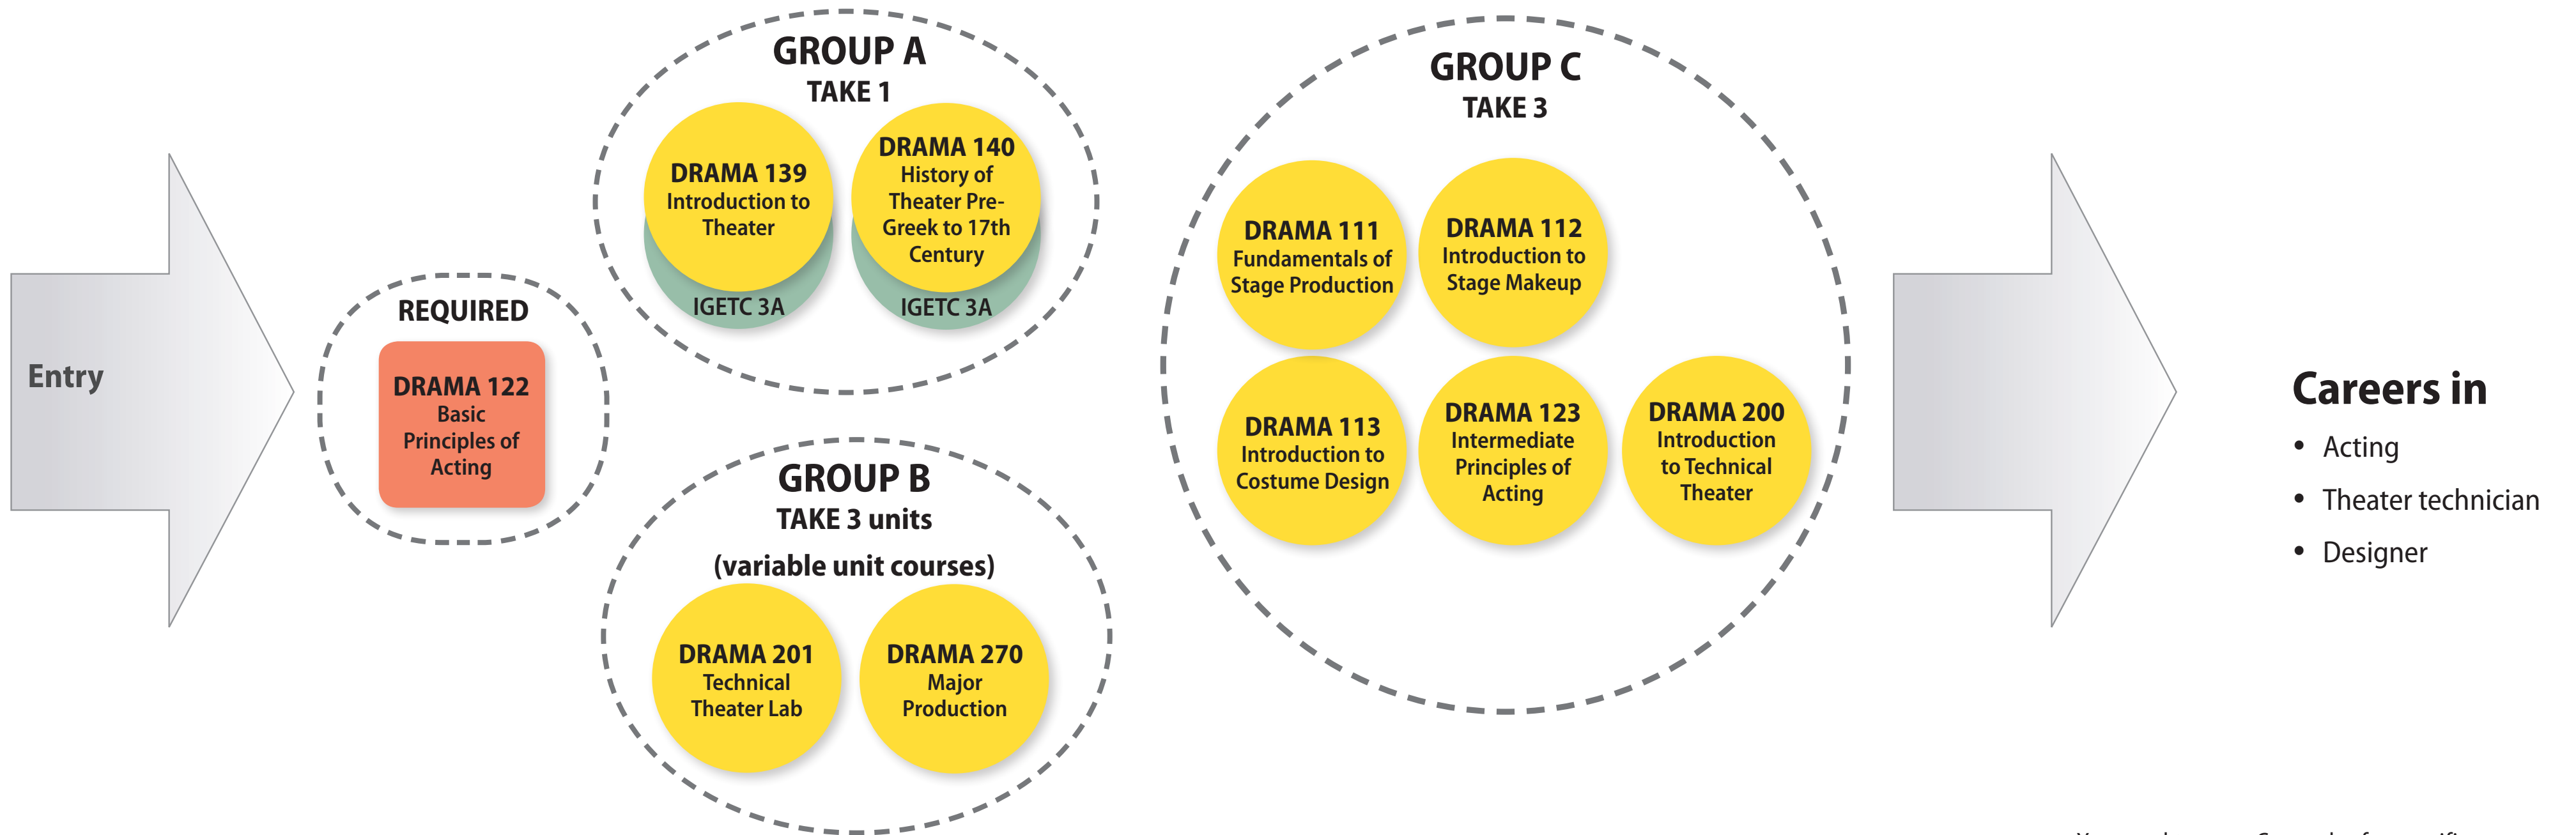 Entry
REQUIRED
DRAMA 122
Basic
Principles of
Acting
GROUP A
TAKE 1
DRAMA 139
Introduction to
Theater
IGETC 3A
DRAMA 140
History of
Theater Pre-
Greek to 17th
Century
IGETC 3A
GROUP B
TAKE 3 units
(variable unit courses)
DRAMA 201
Technical
Theater Lab
DRAMA 270
Major
Production
GROUP C
TAKE 3
DRAMA 111
Fundamentals of
Stage Production
DRAMA 112
Introduction to
Stage Makeup
DRAMA 113
Introduction to
Costume Design
DRAMA 123
Intermediate
Principles of
Acting
DRAMA 200
Introduction
to Technical
Theater
Careers in
• Acting
• Theater technician
• Designer